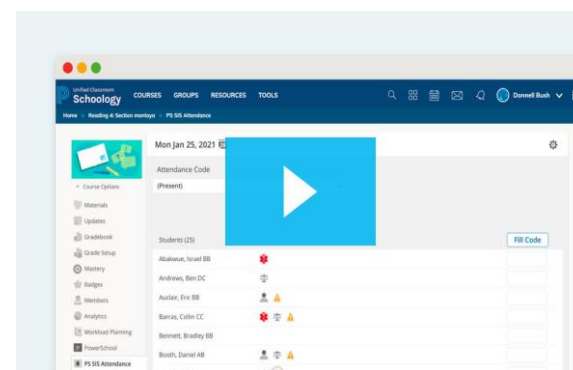 Unified Classroom
Schoology COURSES GROUPS RESOURCES TOOLS Donnell Bush
Home Reading 4: Section montoya PS SIS Attendance
Mon Jan 25, 2021
Attendance Code
(Present)
Course Options
Materials
Updates
Gradebook
Grade Setup
Mastery
Badges
Members
Analytics
Workload Planning
PowerSchool
PS SIS Attendance
Students (25) Fill Code
Abakwue, Israel BB
Andrews, Ben DC
Auclair, Eric BB
Barras, Colin CC
Bennett, Bradley BB
Booth, Daniel AB